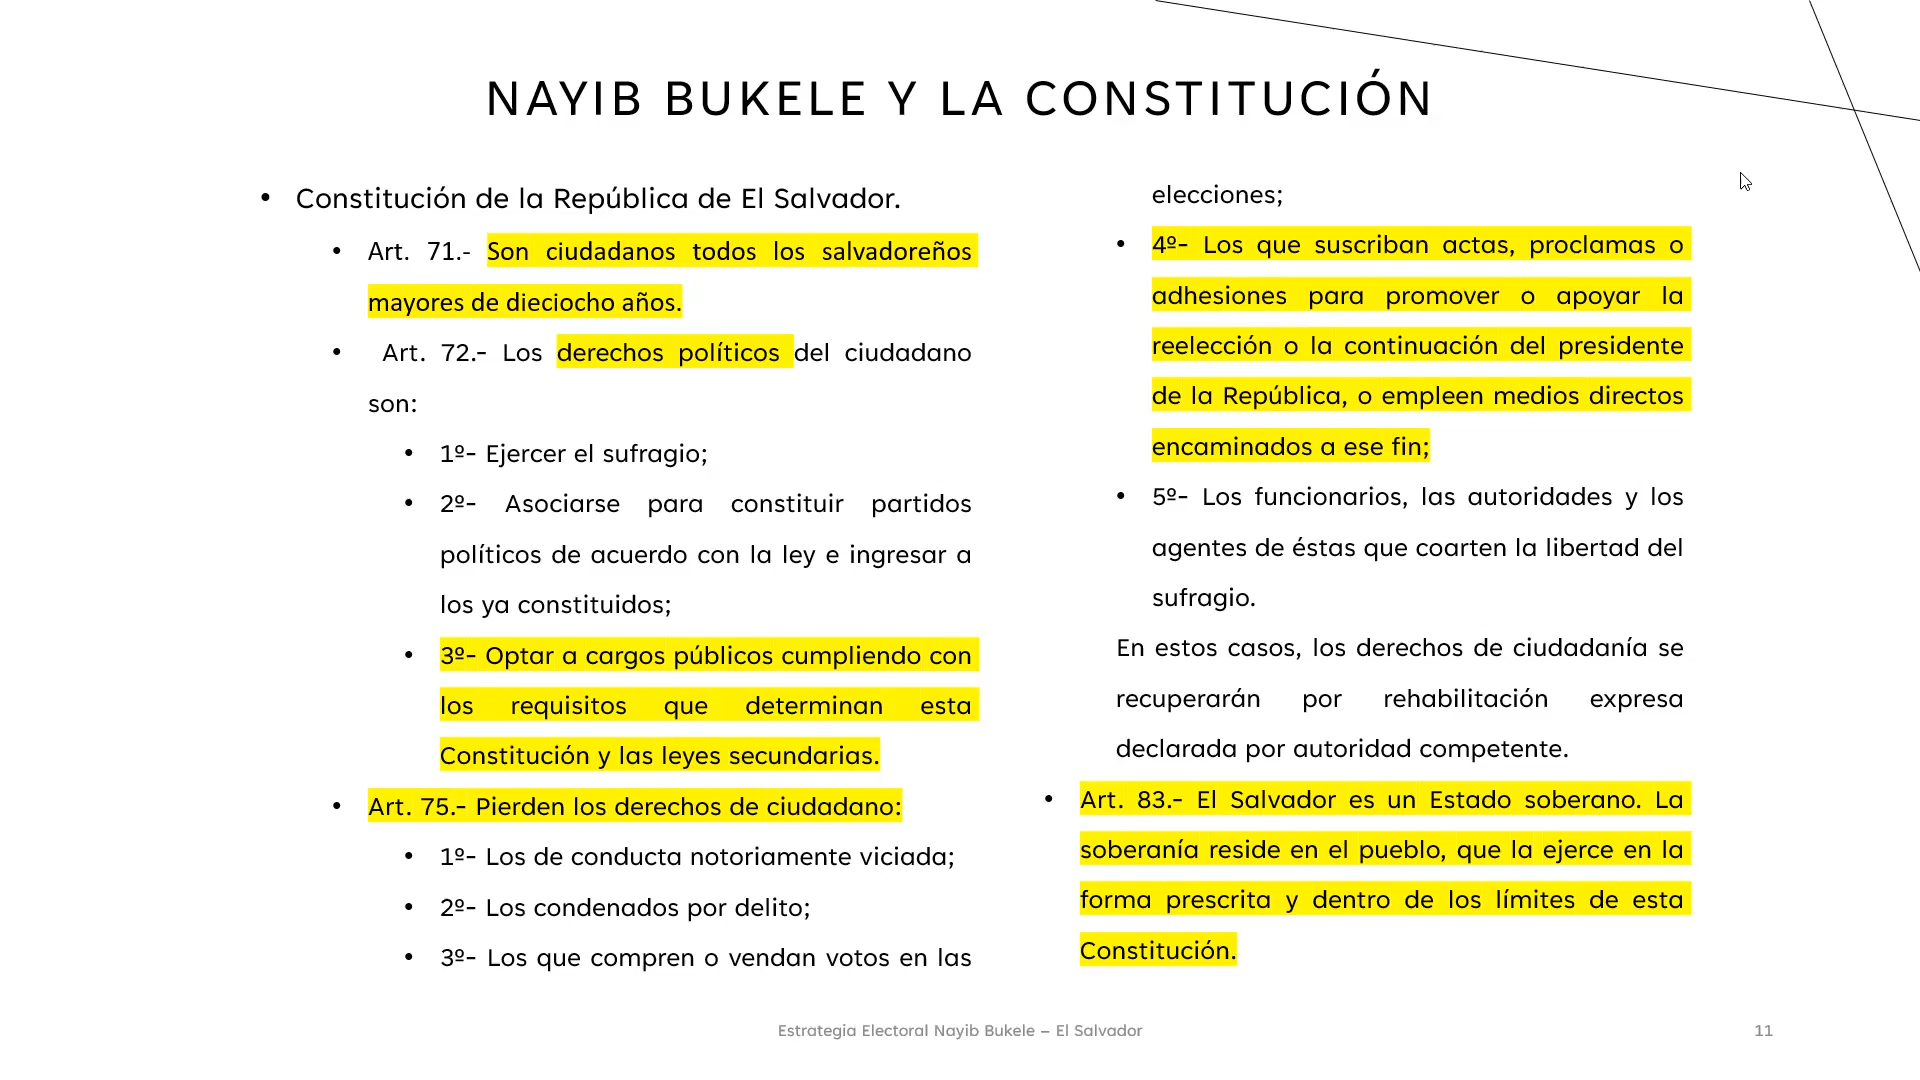 NAYIB BUKELE Y LA CONSTITUCIÓN
• Constitución de la República de El Salvador.
• Art. 71.- Son ciudadanos todos los salvadoreños
mayores de dieciocho años.
• Art. 72.- Los derechos políticos del ciudadano
son:
• 1º- Ejercer el sufragio;
• 2º- Asociarse para constituir partidos
políticos de acuerdo con la ley e ingresar a
los ya constituidos;
• 3º- Optar a cargos públicos cumpliendo con
los requisitos que determinan esta
Constitución y las leyes secundarias.
• Art. 75.- Pierden los derechos de ciudadano:
• 1º- Los de conducta notoriamente viciada;
• 2º- Los condenados por delito;
• 3º- Los que compren o vendan votos en las
elecciones;
• 4º- Los que suscriban actas, proclamas o
adhesiones para promover o apoyar la
reelección o la continuación del presidente
de la República, o empleen medios directos
encaminados a ese fin;
• 5º- Los funcionarios, las autoridades y los
agentes de éstas que coarten la libertad del
sufragio.
En estos casos, los derechos de ciudadanía se
recuperarán por rehabilitación expresa
declarada por autoridad competente.
• Art. 83.- El Salvador es un Estado soberano. La
soberanía reside en el pueblo, que la ejerce en la
forma prescrita y dentro de los límites de esta
Constitución.
Estrategia Electoral Nayib Bukele – El Salvador
11